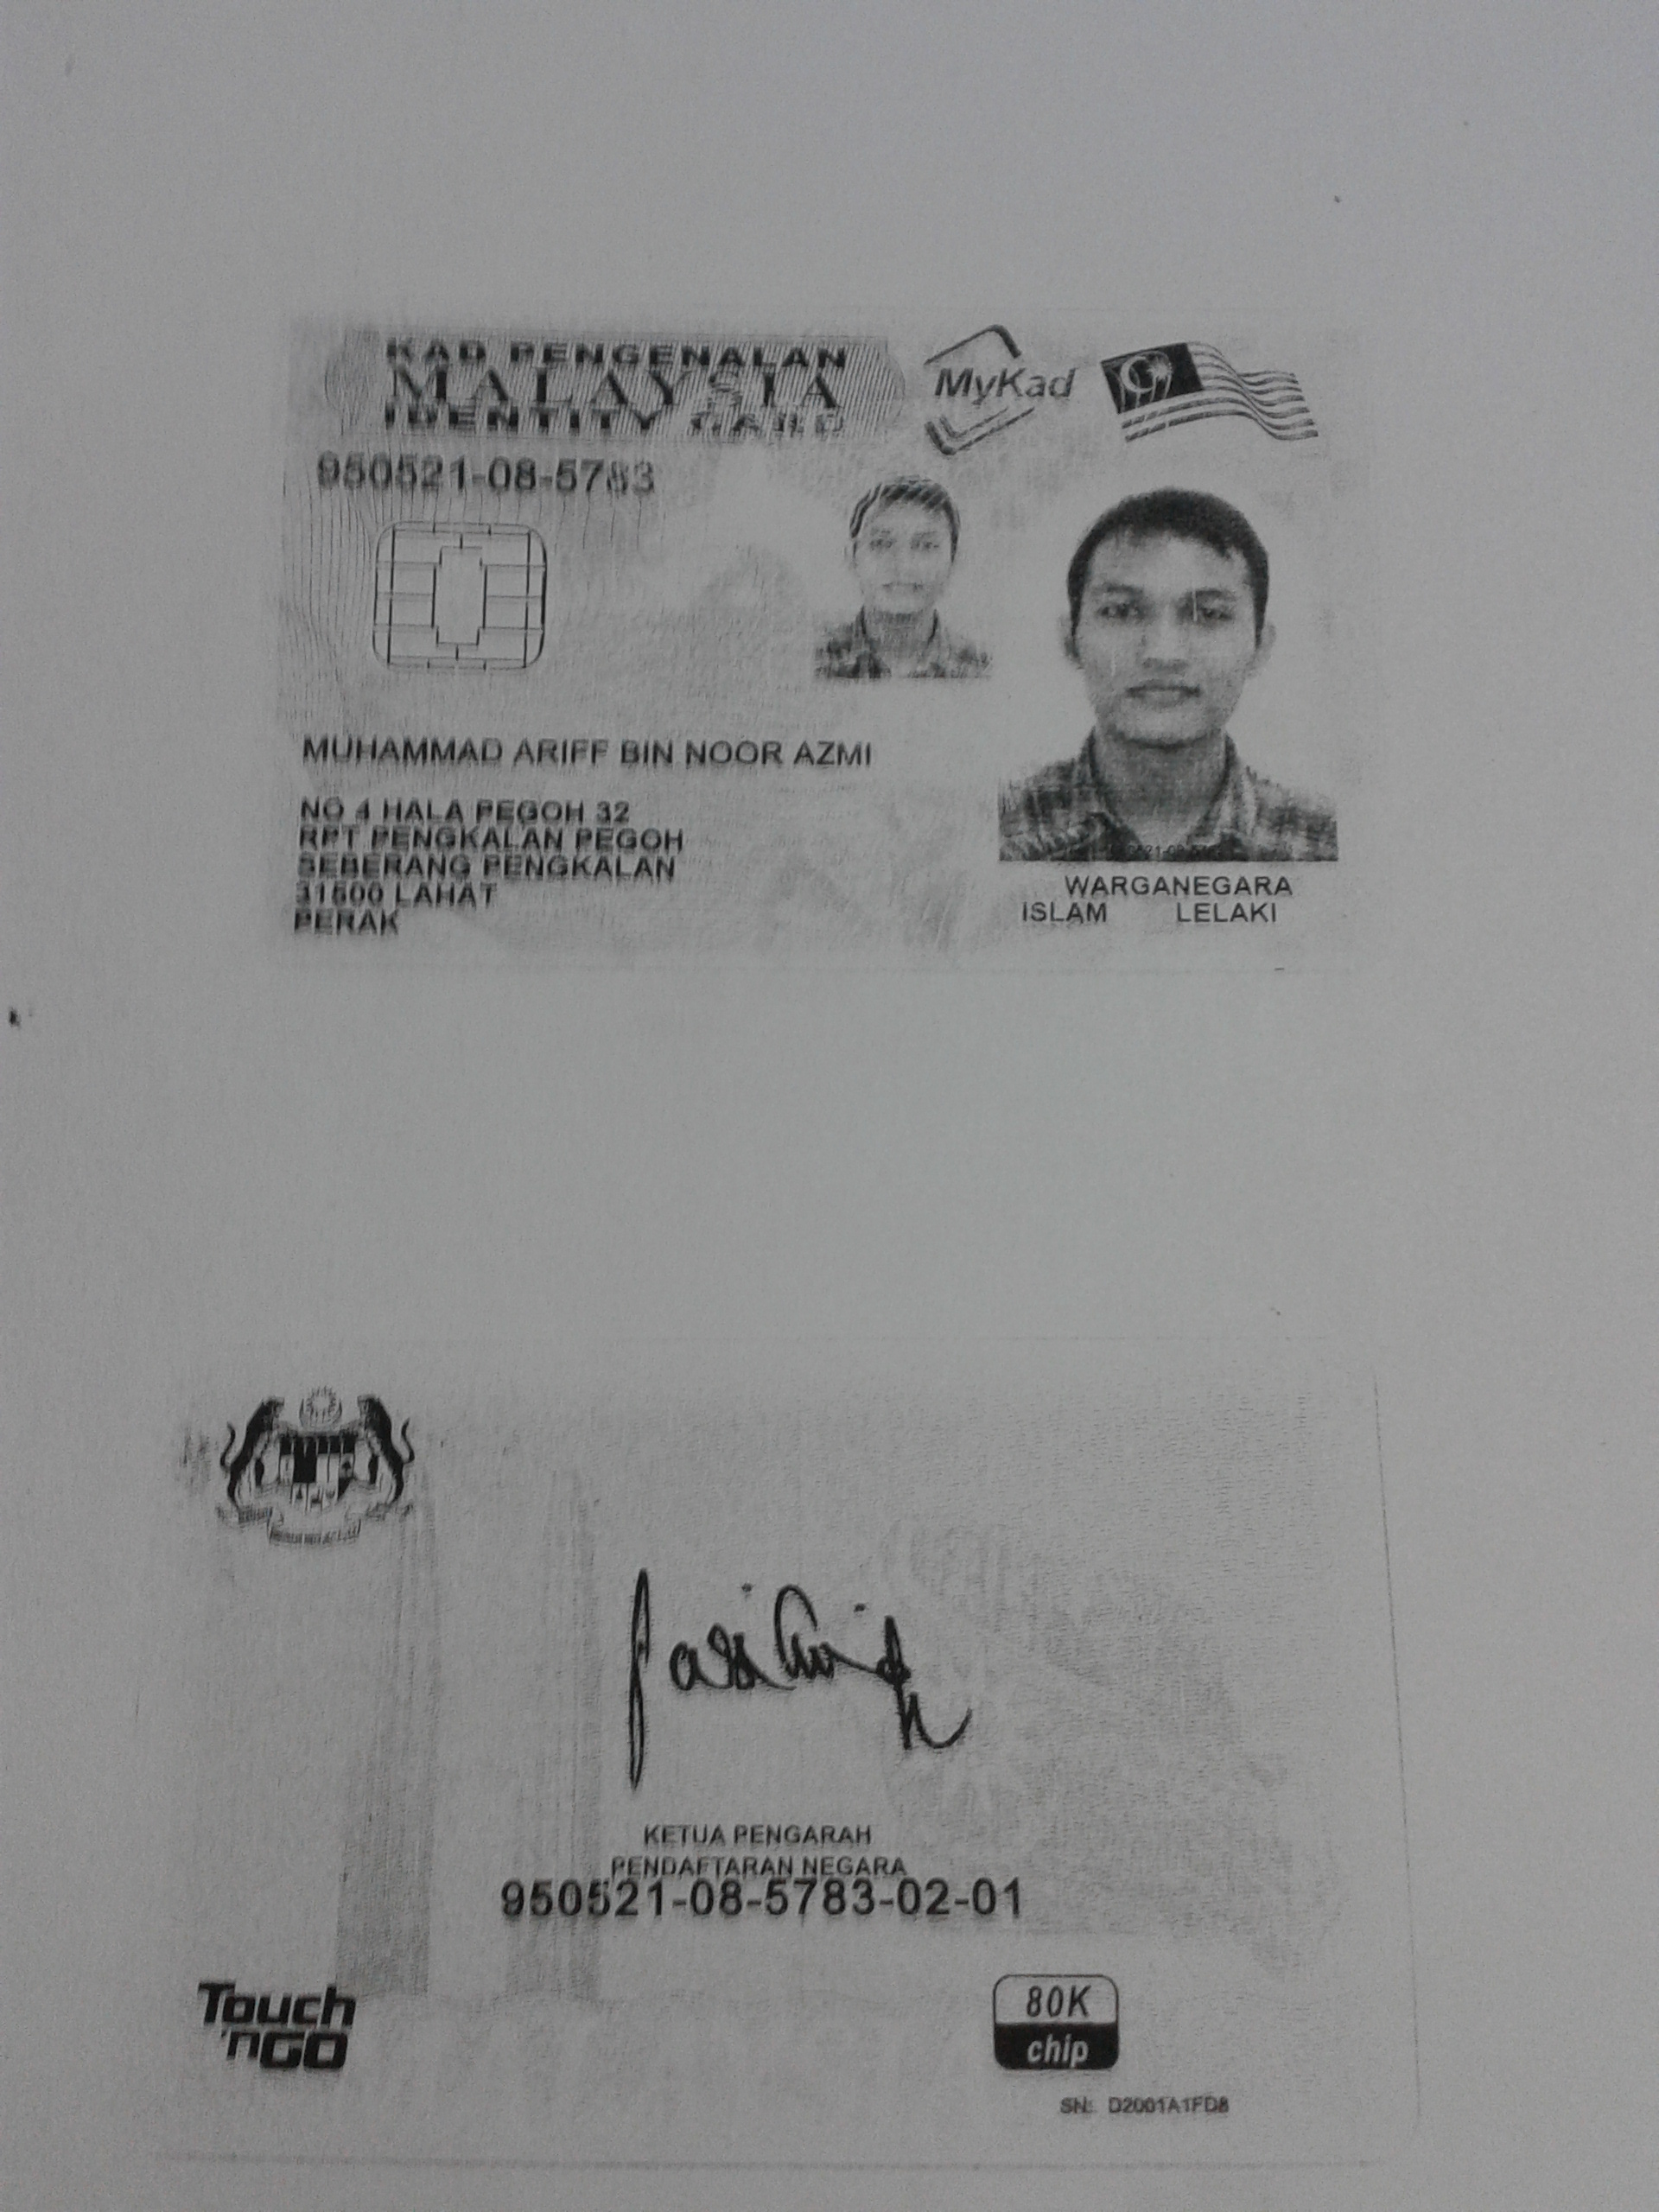 KAD PENGENALAN
MALAYSIA
IDENTITY CARD
MyKad
950521-08-5783
MUHAMMAD ARIFF BIN NOOR AZMI
NO 4 HALA PEGOH 32
RPT PENGKALAN PEGOH
SEBERANG PENGKALAN
LAHAT
PERAK
WARGANEGARA
ISLAM LELAKI
KETUA PENGARAH
PENDAFTARAN NEGARA
950521-08-5783-02-01
Touch
'nGO
80K
chip
SN: D2001A1FD8